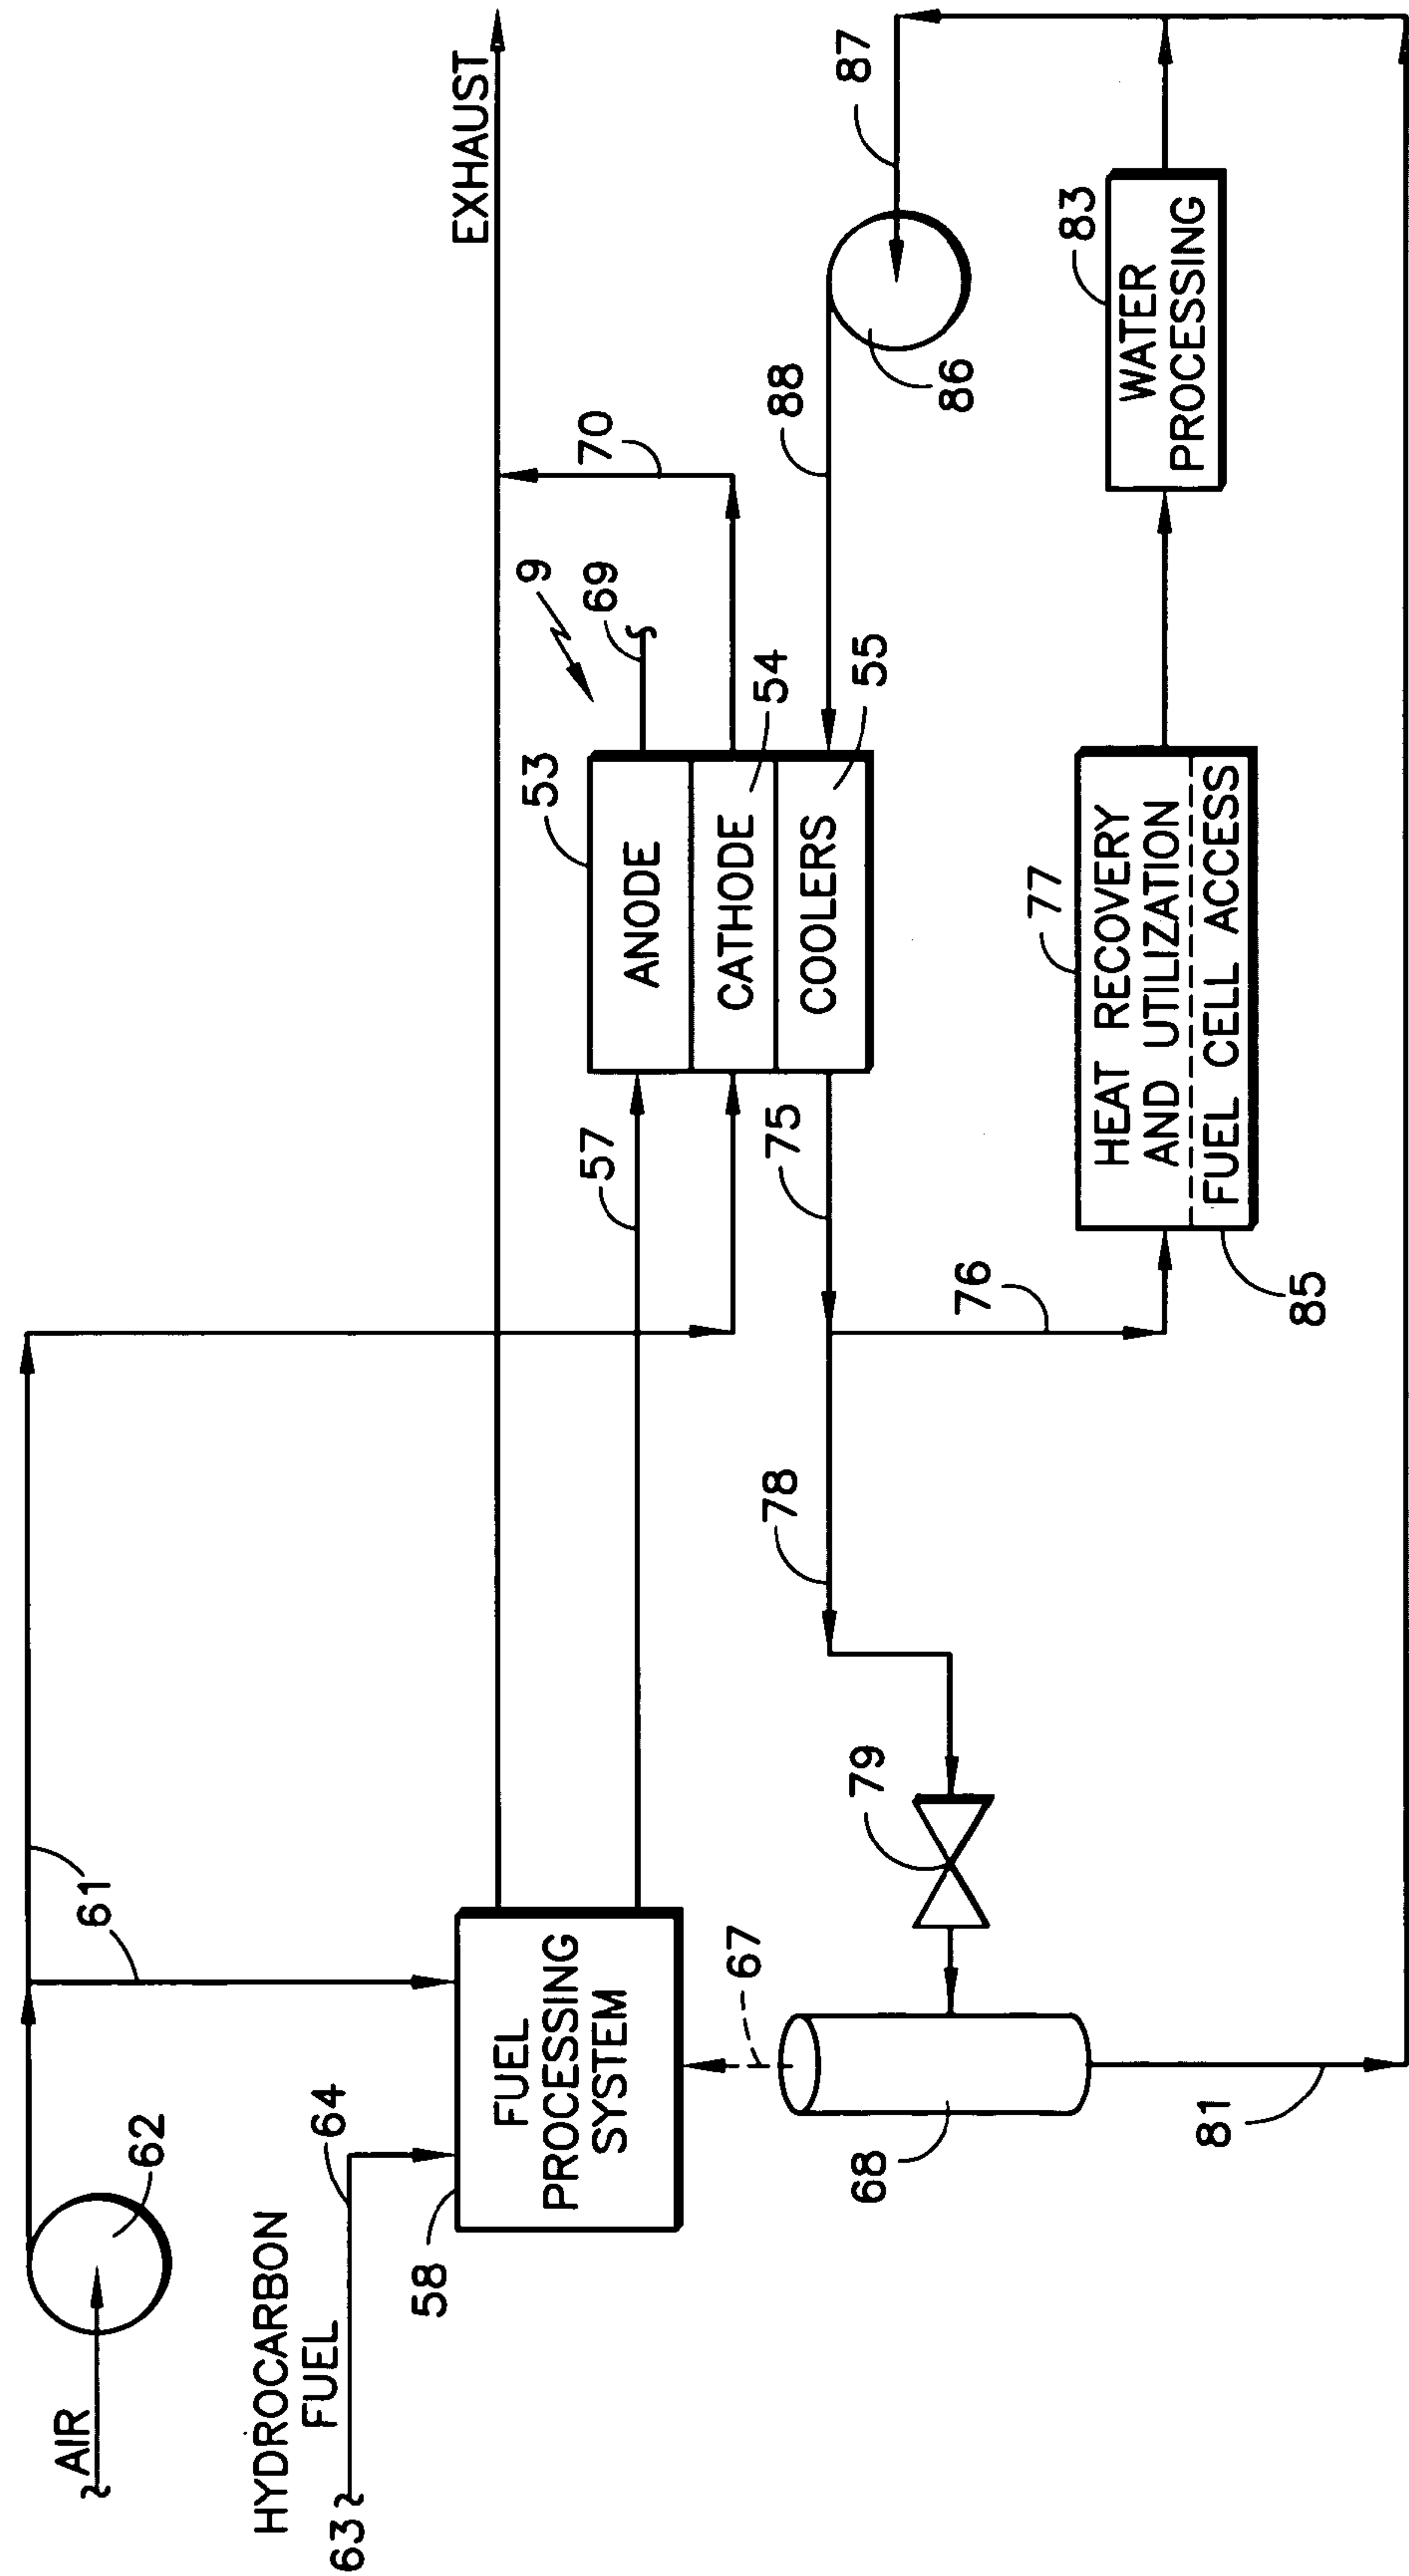 AIR
62
61
HYDROCARBON
FUEL
63
64
58
FUEL
PROCESSING
SYSTEM
EXHAUST
67
68
57
53
9
69
70
ANODE
CATHODE
54
COOLERS
55
75
76
78
79
81
88
87
86
77
HEAT RECOVERY
AND UTILIZATION
FUEL CELL ACCESS
85
83
WATER
PROCESSING